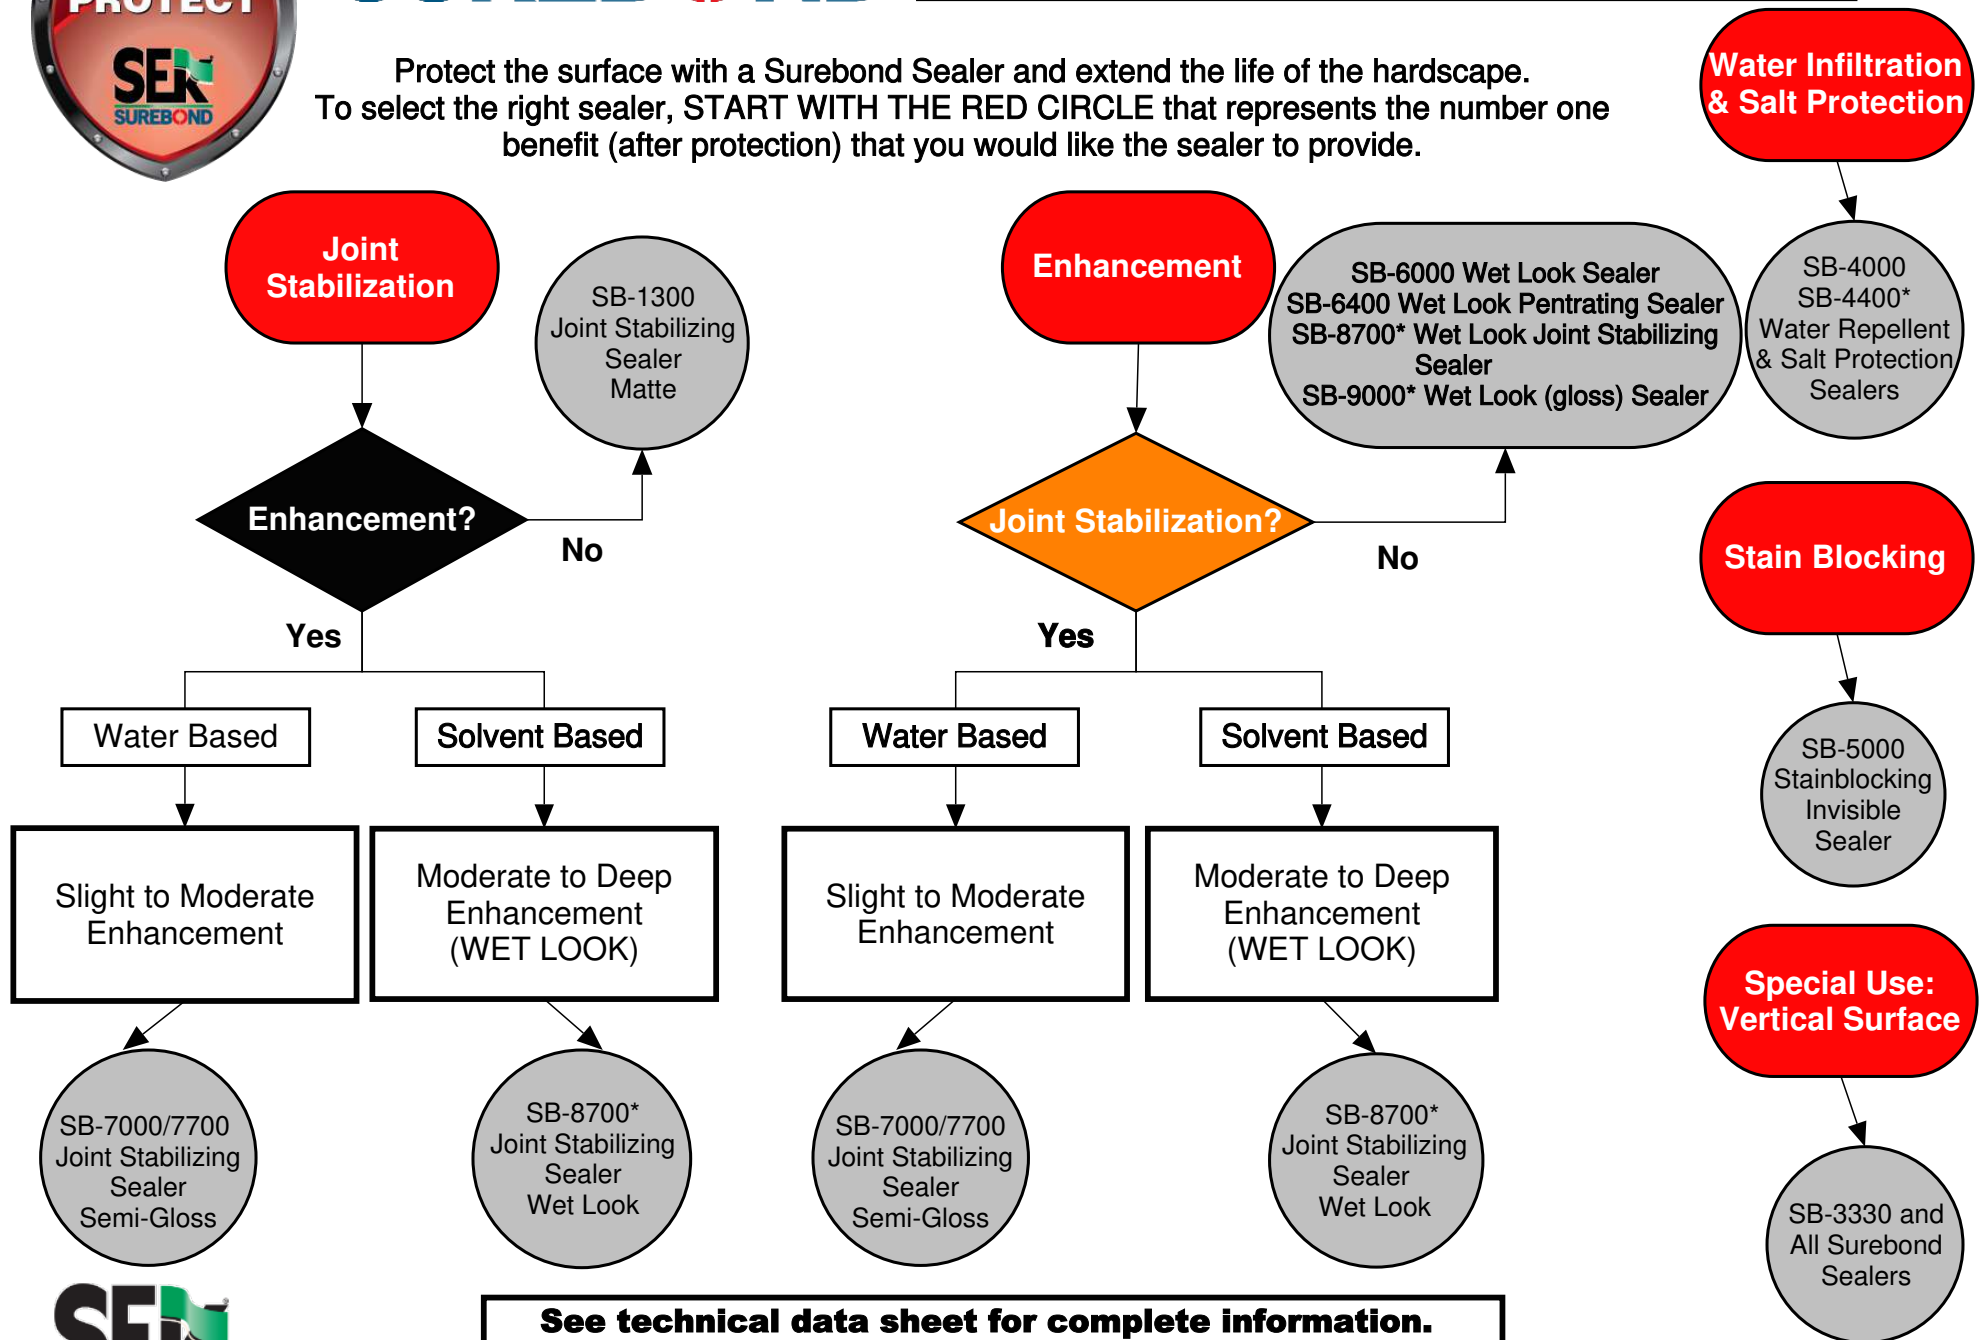 PROTECT
SEK
SUREBOND
Protect the surface with a Surebond Sealer and extend the life of the hardscape.
To select the right sealer, START WITH THE RED CIRCLE that represents the number one
benefit (after protection) that you would like the sealer to provide.
Water Infiltration
& Salt Protection
SB-4000
SB-4400*
Water Repellent
& Salt Protection
Sealers
Joint
Stabilization
SB-1300
Joint Stabilizing
Sealer
Matte
Enhancement?
No
Yes
Water Based
Solvent Based
Slight to Moderate
Enhancement
Moderate to Deep
Enhancement
(WET LOOK)
SB-7000/7700
Joint Stabilizing
Sealer
Semi-Gloss
SB-8700*
Joint Stabilizing
Sealer
Wet Look
Enhancement
SB-6000 Wet Look Sealer
SB-6400 Wet Look Pentrating Sealer
SB-8700* Wet Look Joint Stabilizing
Sealer
SB-9000* Wet Look (gloss) Sealer
Joint Stabilization?
No
Yes
Water Based
Solvent Based
Slight to Moderate
Enhancement
Moderate to Deep
Enhancement
(WET LOOK)
SB-7000/7700
Joint Stabilizing
Sealer
Semi-Gloss
SB-8700*
Joint Stabilizing
Sealer
Wet Look
Stain Blocking
SB-5000
Stainblocking
Invisible
Sealer
Special Use:
Vertical Surface
SB-3330 and
All Surebond
Sealers
SEK
See technical data sheet for complete information.